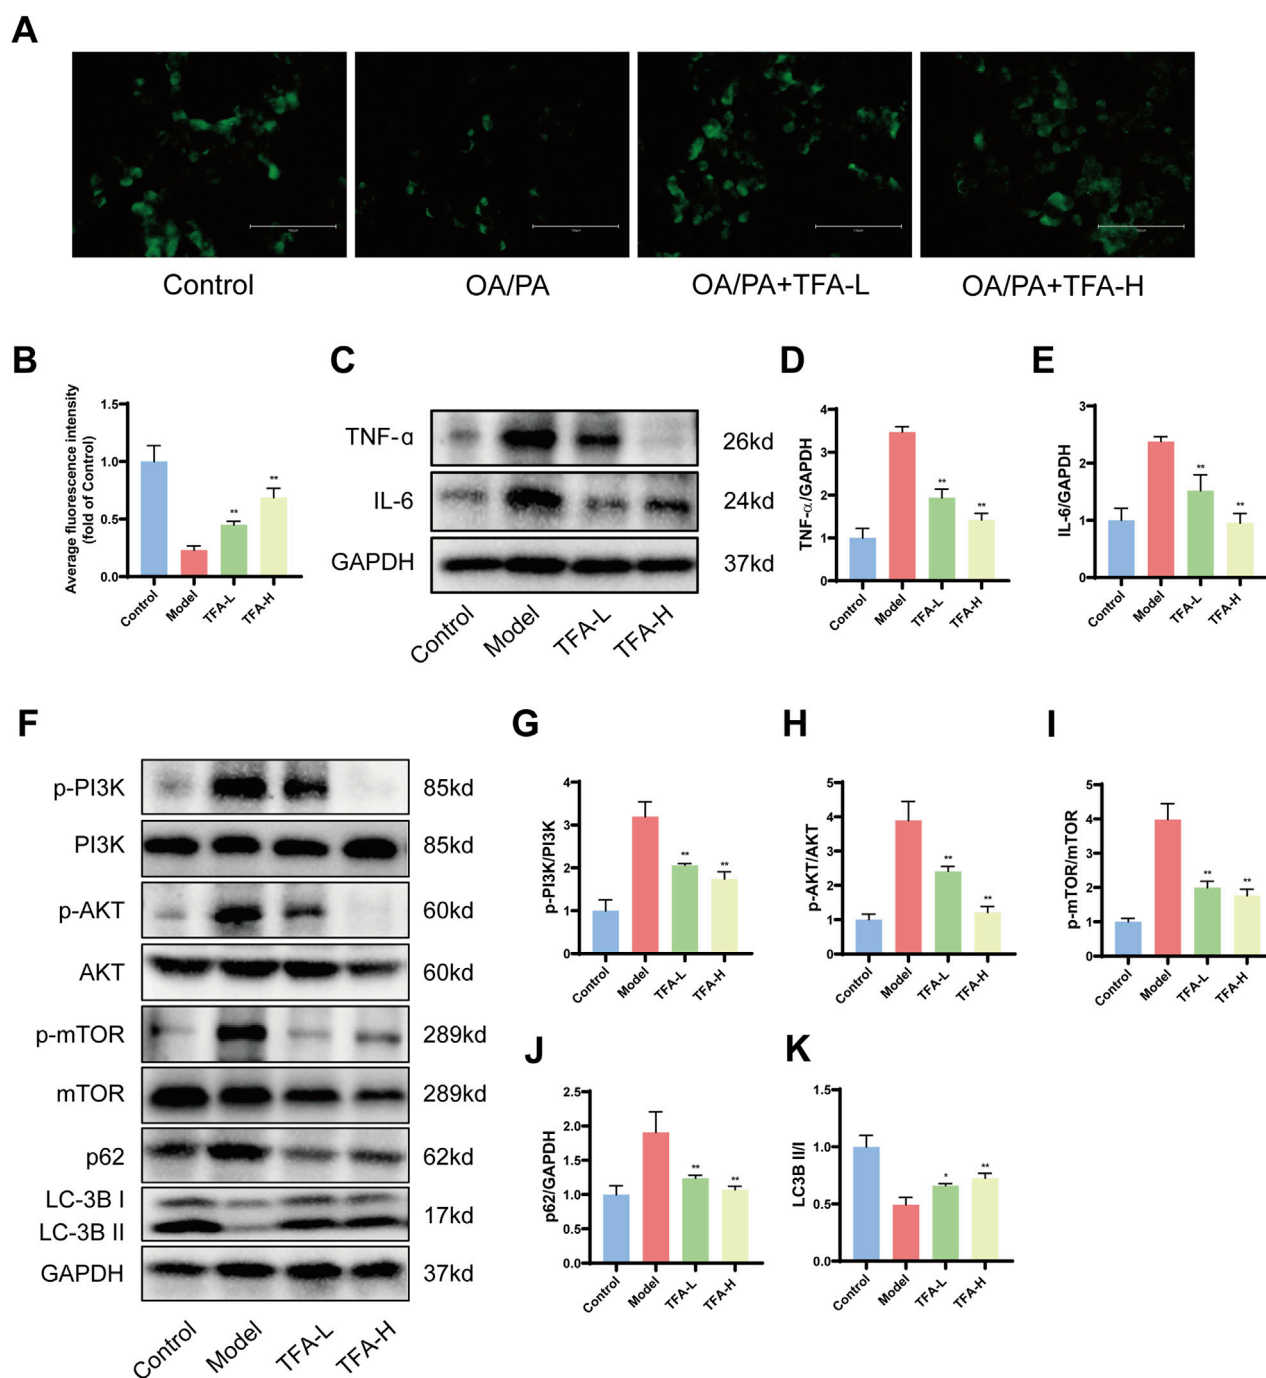 A
Control
OA/PA
OA/PA+TFA-L
OA/PA+TFA-H
B
Average fluorescence intensity
(fold of Control)
1.5
1.0
0.5
0.0
**
**
Control
Model
TFA-L
TFA-H
C
TNF-α
IL-6
GAPDH
26kd
24kd
37kd
Control
Model
TFA-L
TFA-H
D
TNF-α/GAPDH
4
3
2
1
0
**
**
Control
Model
TFA-L
TFA-H
E
IL-6/GAPDH
3
2
1
0
**
**
Control
Model
TFA-L
TFA-H
F
p-PI3K
85kd
PI3K
85kd
p-AKT
60kd
AKT
60kd
p-mTOR
289kd
mTOR
289kd
p62
62kd
LC-3B I
LC-3B II
17kd
GAPDH
37kd
Control
Model
TFA-L
TFA-H
G
p-PI3K/PI3K
4
3
2
1
0
**
**
Control
Model
TFA-L
TFA-H
H
p-AKT/AKT
5
4
3
2
1
0
**
**
Control
Model
TFA-L
TFA-H
I
p-mTOR/mTOR
5
4
3
2
1
0
**
**
Control
Model
TFA-L
TFA-H
J
p62/GAPDH
2.5
2.0
1.5
1.0
0.5
0.0
**
**
Control
Model
TFA-L
TFA-H
K
LC3B II/I
1.5
1.0
0.5
0.0
*
**
Control
Model
TFA-L
TFA-H